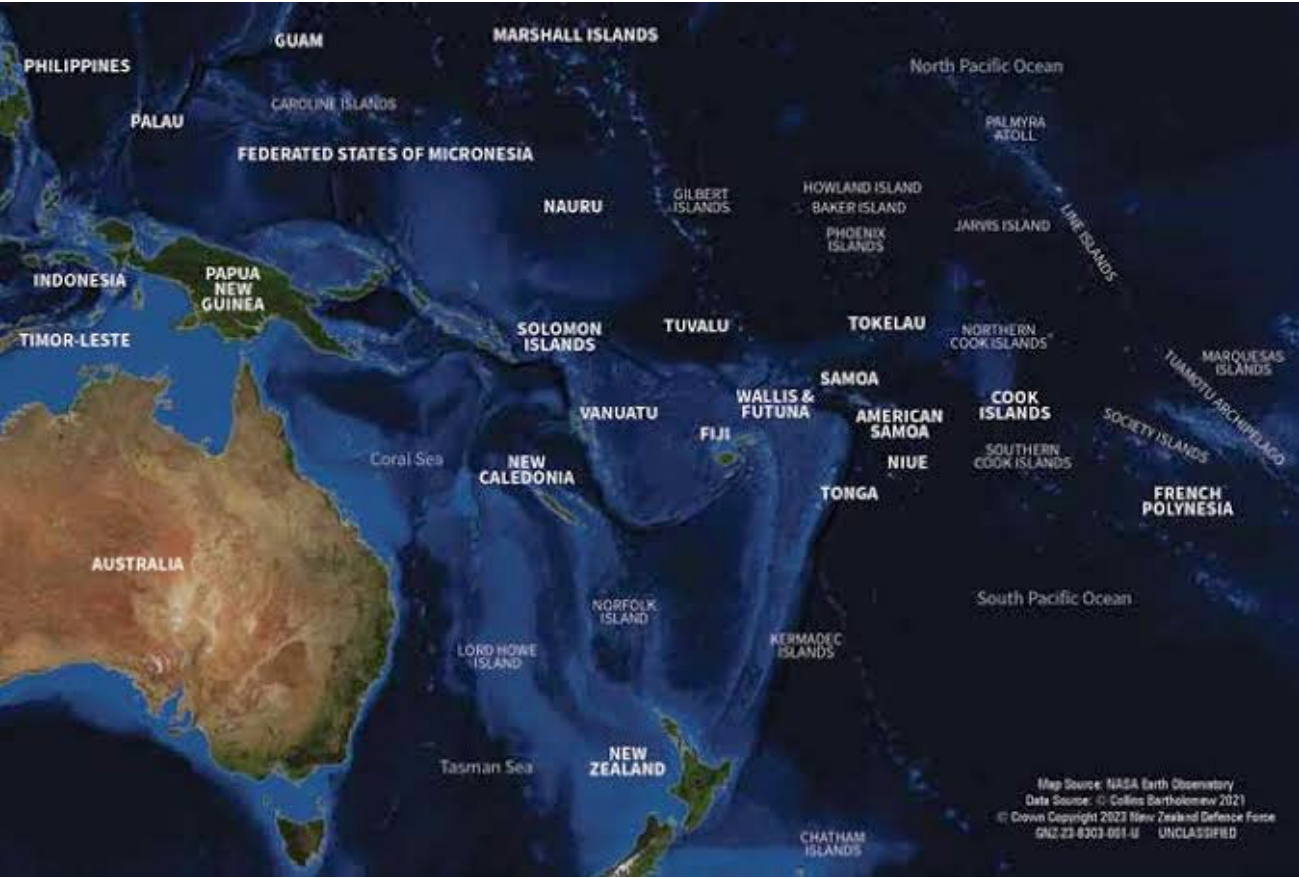 GUAM
MARSHALL ISLANDS
PHILIPPINES
North Pacific Ocean
CAROLINE ISLANDS
PALAU
PALMYRA
ATOLL
FEDERATED STATES OF MICRONESIA
NAURU
GILBERT
ISLANDS
HOWLAND ISLAND
BAKER ISLAND
PHOENIX
ISLANDS
JARVIS ISLAND
LINE ISLANDS
INDONESIA
PAPUA
NEW
GUINEA
TIMOR-LESTE
SOLOMON
ISLANDS
TUVALU
TOKELAU
NORTHERN
COOK ISLANDS
MARQUESAS
ISLANDS
TUAMOTU ARCHIPELAGO
SAMOA
WALLIS &
FUTUNA
VANUATU
AMERICAN
SAMOA
COOK
ISLANDS
SOCIETY ISLANDS
FIJI
Coral Sea
NEW
CALEDONIA
NIUE
SOUTHERN
COOK ISLANDS
TONGA
FRENCH
POLYNESIA
AUSTRALIA
NORFOLK
ISLAND
South Pacific Ocean
LORD HOWE
ISLAND
KERMADEC
ISLANDS
Tasman Sea
NEW
ZEALAND
CHATHAM
ISLANDS
Map Source: NASA Earth Observatory
Data Source: © Collins Bartholomew 2021
© Crown Copyright 2023 New Zealand Defence Force
GNZ-23-8303-001-U UNCLASSIFIED